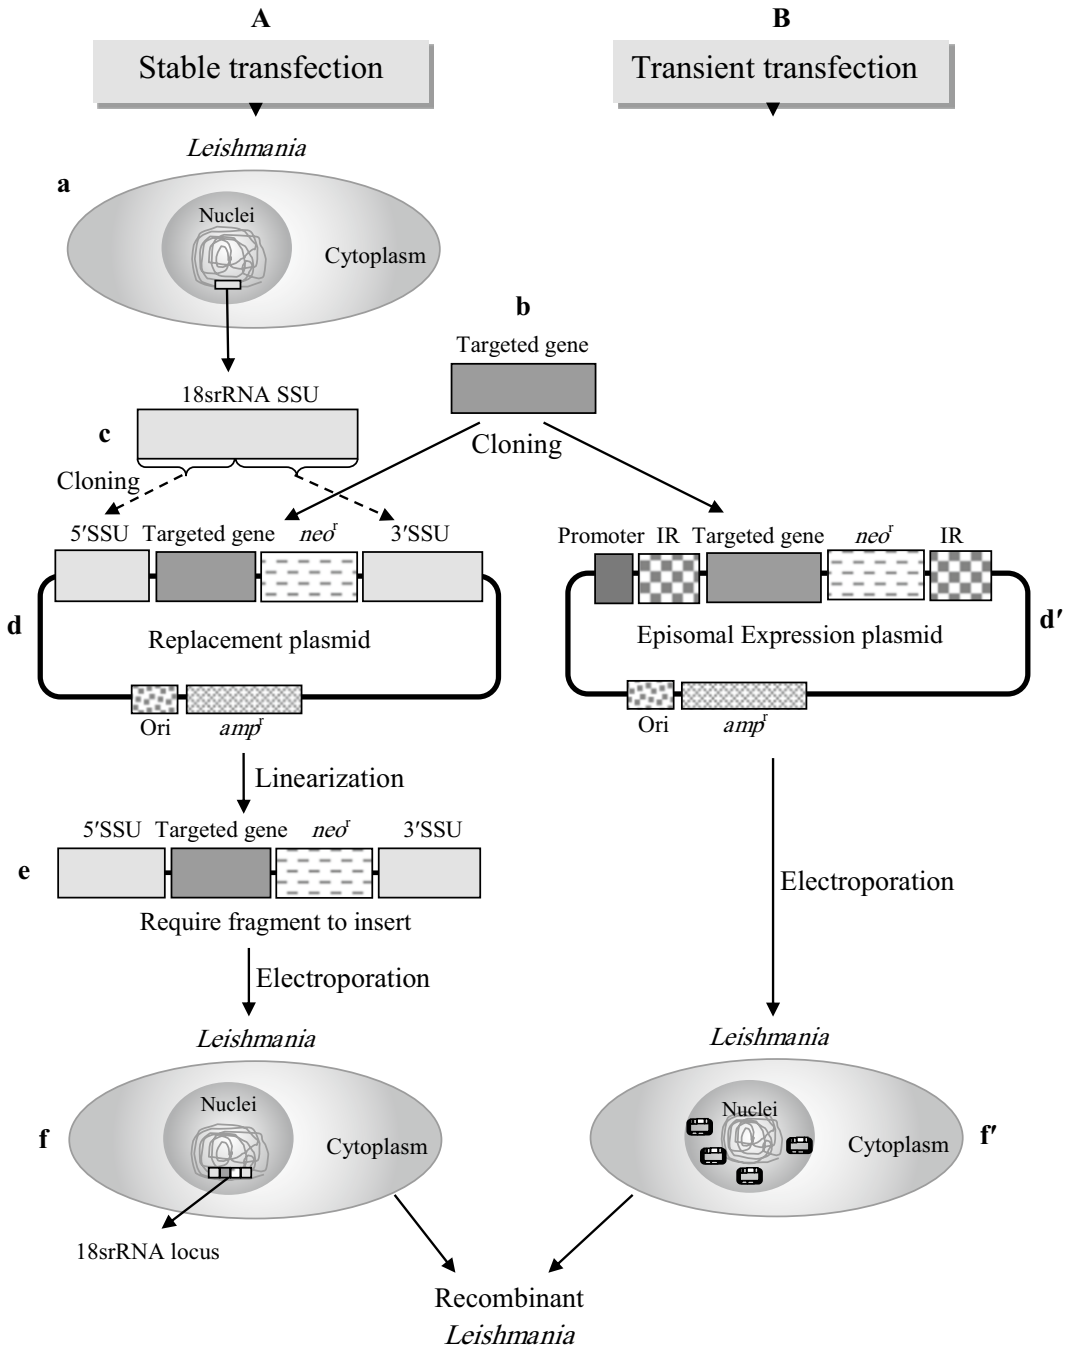 A
B
Stable transfection
Transient transfection
Leishmania
a
Nuclei
Cytoplasm
b
Targeted gene
18srRNA SSU
c
Cloning
Cloning
5′SSU Targeted gene neoʳ 3′SSU
Promoter IR Targeted gene neoʳ IR
d
Replacement plasmid
Episomal Expression plasmid
d′
Ori ampʳ
Ori ampʳ
Linearization
5′SSU Targeted gene neoʳ 3′SSU
e
Electroporation
Require fragment to insert
Electroporation
Leishmania
Leishmania
Nuclei
Nuclei
f
Cytoplasm
Cytoplasm
f′
18srRNA locus
Recombinant
Leishmania